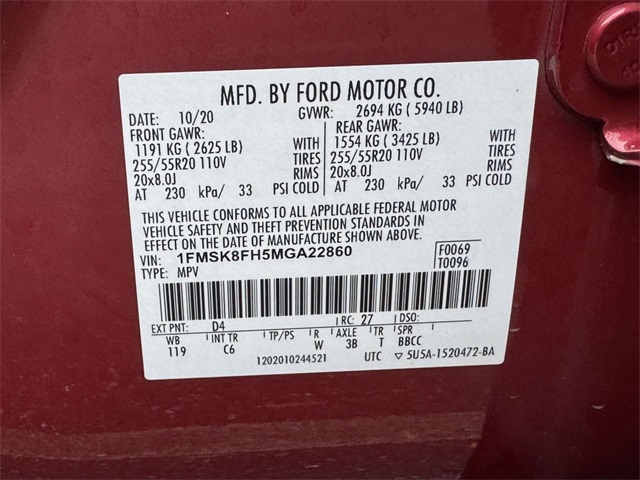 MFD. BY FORD MOTOR CO.
DATE: 10/20 GVWR: 2694 KG ( 5940 LB)
FRONT GAWR: REAR GAWR:
1191 KG ( 2625 LB) WITH 1554 KG ( 3425 LB) WITH
255/55R20 110V TIRES 255/55R20 110V TIRES
20x8.0J RIMS 20x8.0J RIMS
AT 230 kPa/ 33 PSI COLD AT 230 kPa/ 33 PSI COLD
THIS VEHICLE CONFORMS TO ALL APPLICABLE FEDERAL MOTOR
VEHICLE SAFETY AND THEFT PREVENTION STANDARDS IN
EFFECT ON THE DATE OF MANUFACTURE SHOWN ABOVE.
VIN: 1FMSK8FH5MGA22860 F0069
TYPE: MPV T0096
EXT PNT: D4 RC: 27 DSO:
WB INT TR TP/PS R AXLE TR SPR
119 C6 W 3B T BBCC
1202010244521 UTC ▽ 5U5A-1520472-BA